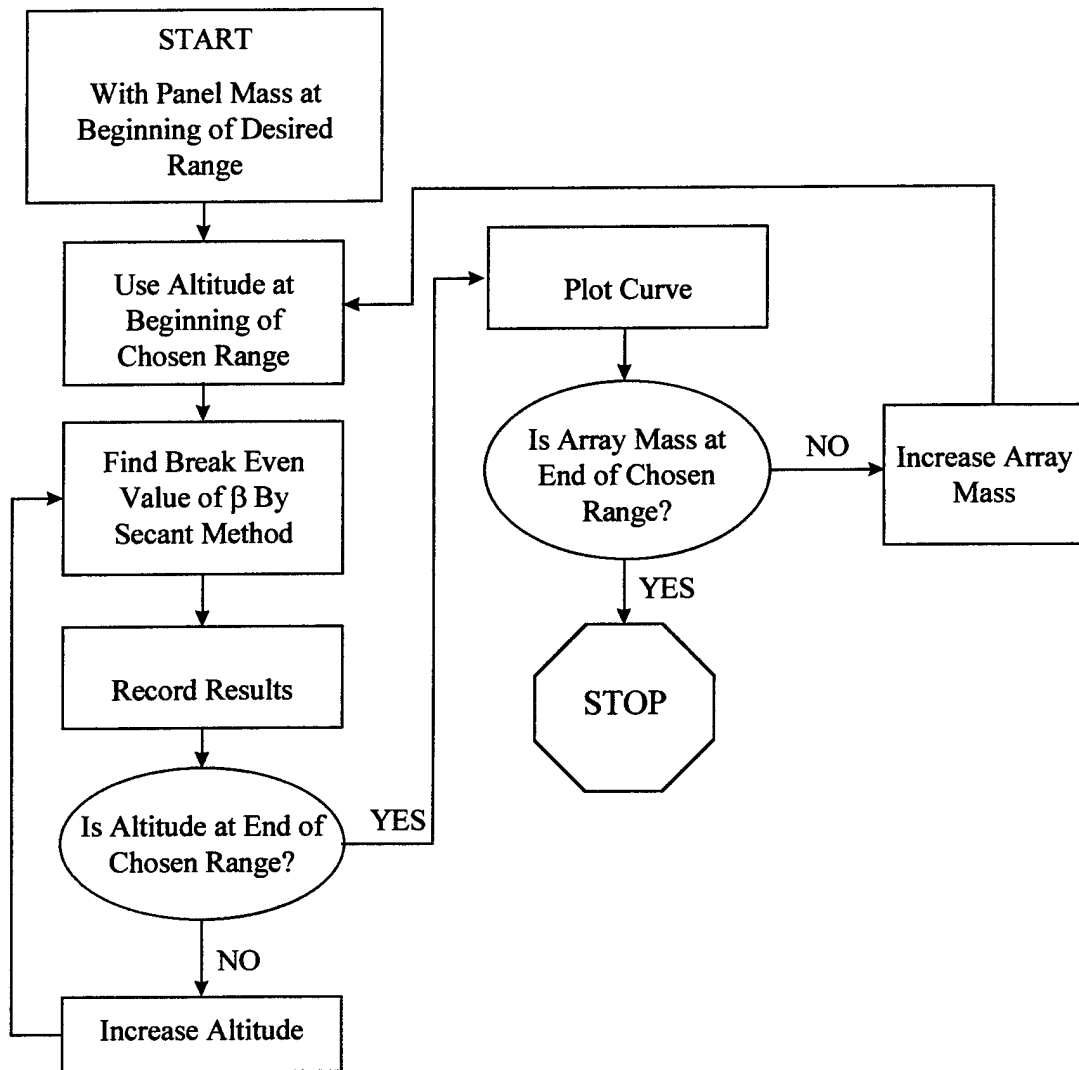 START
With Panel Mass at
Beginning of Desired
Range
Use Altitude at
Beginning of
Chosen Range
Find Break Even
Value of β By
Secant Method
Record Results
Is Altitude at End of
Chosen Range?
YES
NO
Increase Altitude
Plot Curve
Is Array Mass at
End of Chosen
Range?
NO
Increase Array
Mass
YES
STOP